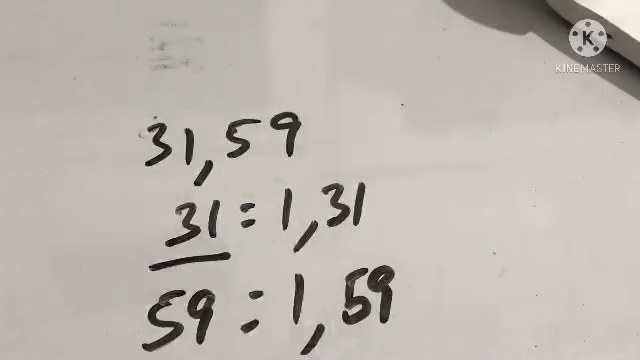 KINEMASTER
31,59
31 = 1,31
59 = 1,59